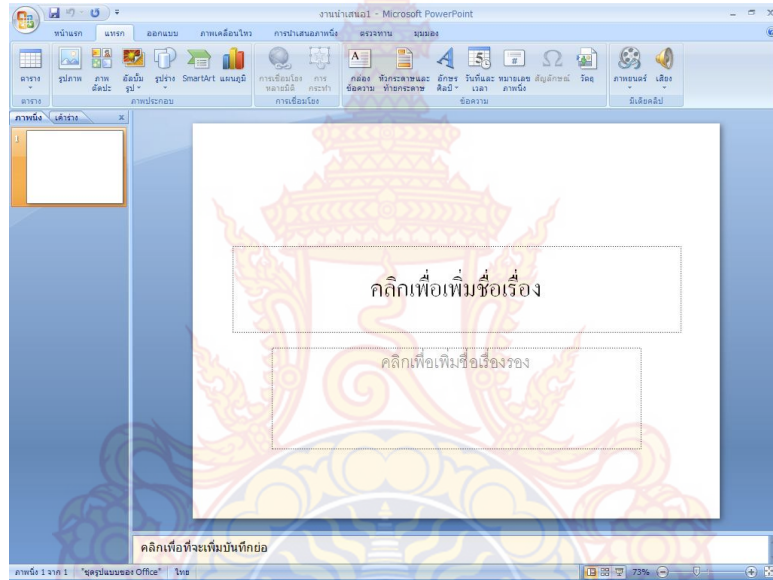 งานนำเสนอ1 - Microsoft PowerPoint
หน้าแรก แทรก ออกแบบ ภาพเคลื่อนไหว การนำเสนอภาพนิ่ง ตรวจทาน มุมมอง
ตาราง รูปภาพ ภาพตัดปะ อัลบั้มรูป รูปร่าง SmartArt แผนภูมิ การเชื่อมโยงหลายมิติ การกระทำ กล่องข้อความ หัวกระดาษและท้ายกระดาษ อักษรศิลป์ วันที่และเวลา หมายเลขภาพนิ่ง สัญลักษณ์ วัตถุ ภาพยนตร์ เสียง
ตาราง ภาพประกอบ การเชื่อมโยง ข้อความ มีเดียคลิป
ภาพนิ่ง เค้าร่าง x
1
คลิกเพื่อเพิ่มชื่อเรื่อง
คลิกเพื่อเพิ่มชื่อเรื่องรอง
คลิกเพื่อที่จะเพิ่มบันทึกย่อ
ภาพนิ่ง 1 จาก 1 "ชุดรูปแบบของ Office" ไทย 73%